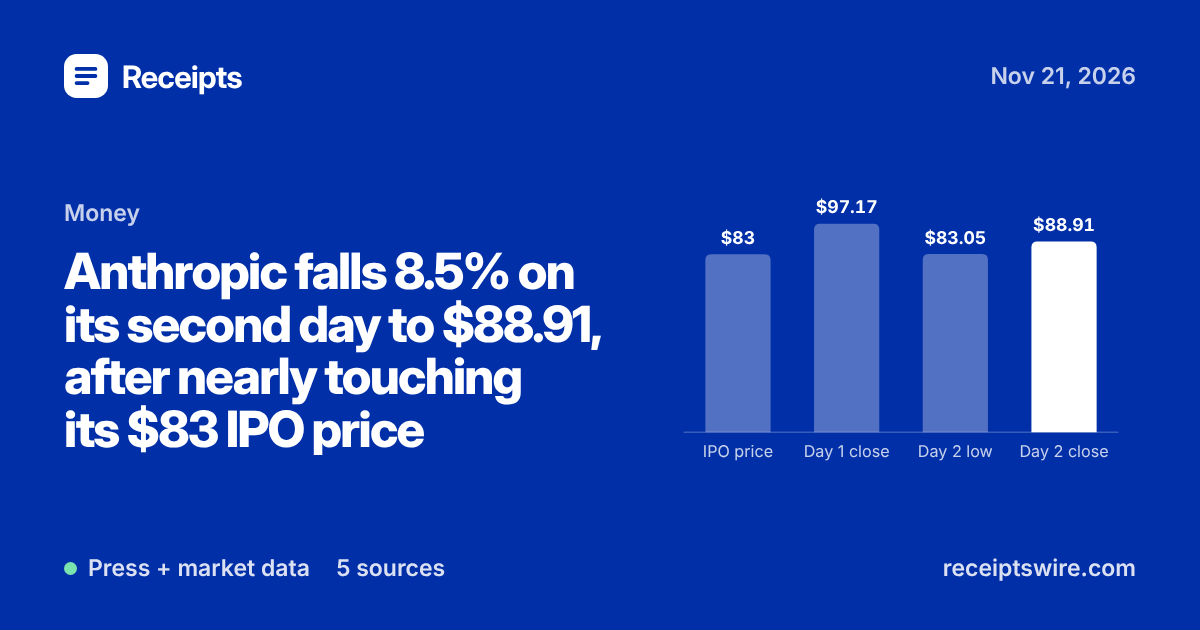 Receipts
Nov 21, 2026
Money
Anthropic falls 8.5% on
its second day to $88.91,
after nearly touching
its $83 IPO price
$83
$97.17
$83.05
$88.91
IPO price
Day 1 close
Day 2 low
Day 2 close
Press + market data
5 sources
receiptswire.com